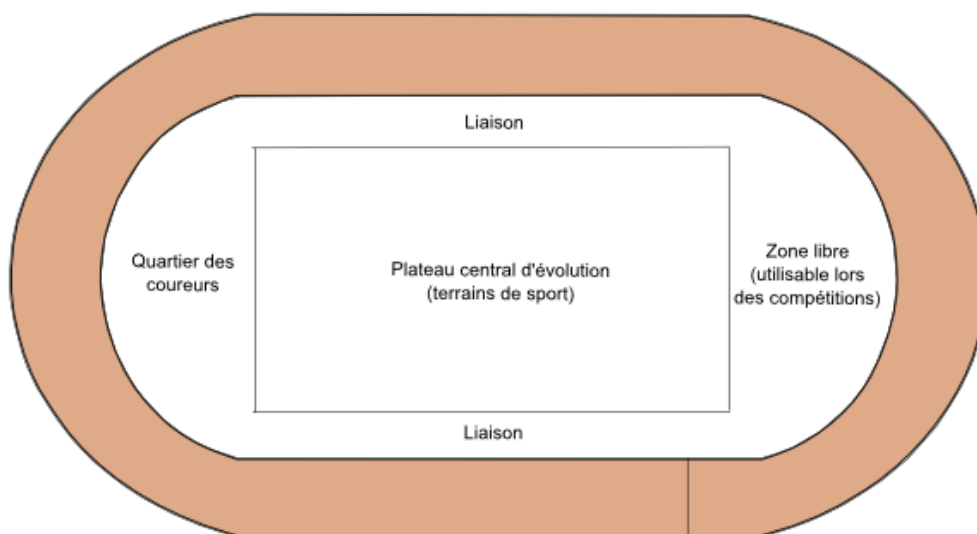 Liaison
Quartier des
coureurs
Plateau central d'évolution
(terrains de sport)
Zone libre
(utilisable lors
des compétitions)
Liaison